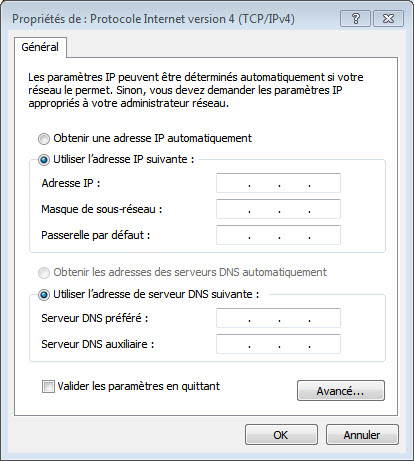 Propriétés de : Protocole Internet version 4 (TCP/IPv4)
Général
Les paramètres IP peuvent être déterminés automatiquement si votre
réseau le permet. Sinon, vous devez demander les paramètres IP
appropriés à votre administrateur réseau.
Obtenir une adresse IP automatiquement
Utiliser l'adresse IP suivante :
Adresse IP :
Masque de sous-réseau :
Passerelle par défaut :
Obtenir les adresses des serveurs DNS automatiquement
Utiliser l'adresse de serveur DNS suivante :
Serveur DNS préféré :
Serveur DNS auxiliaire :
Valider les paramètres en quittant
Avancé...
OK
Annuler